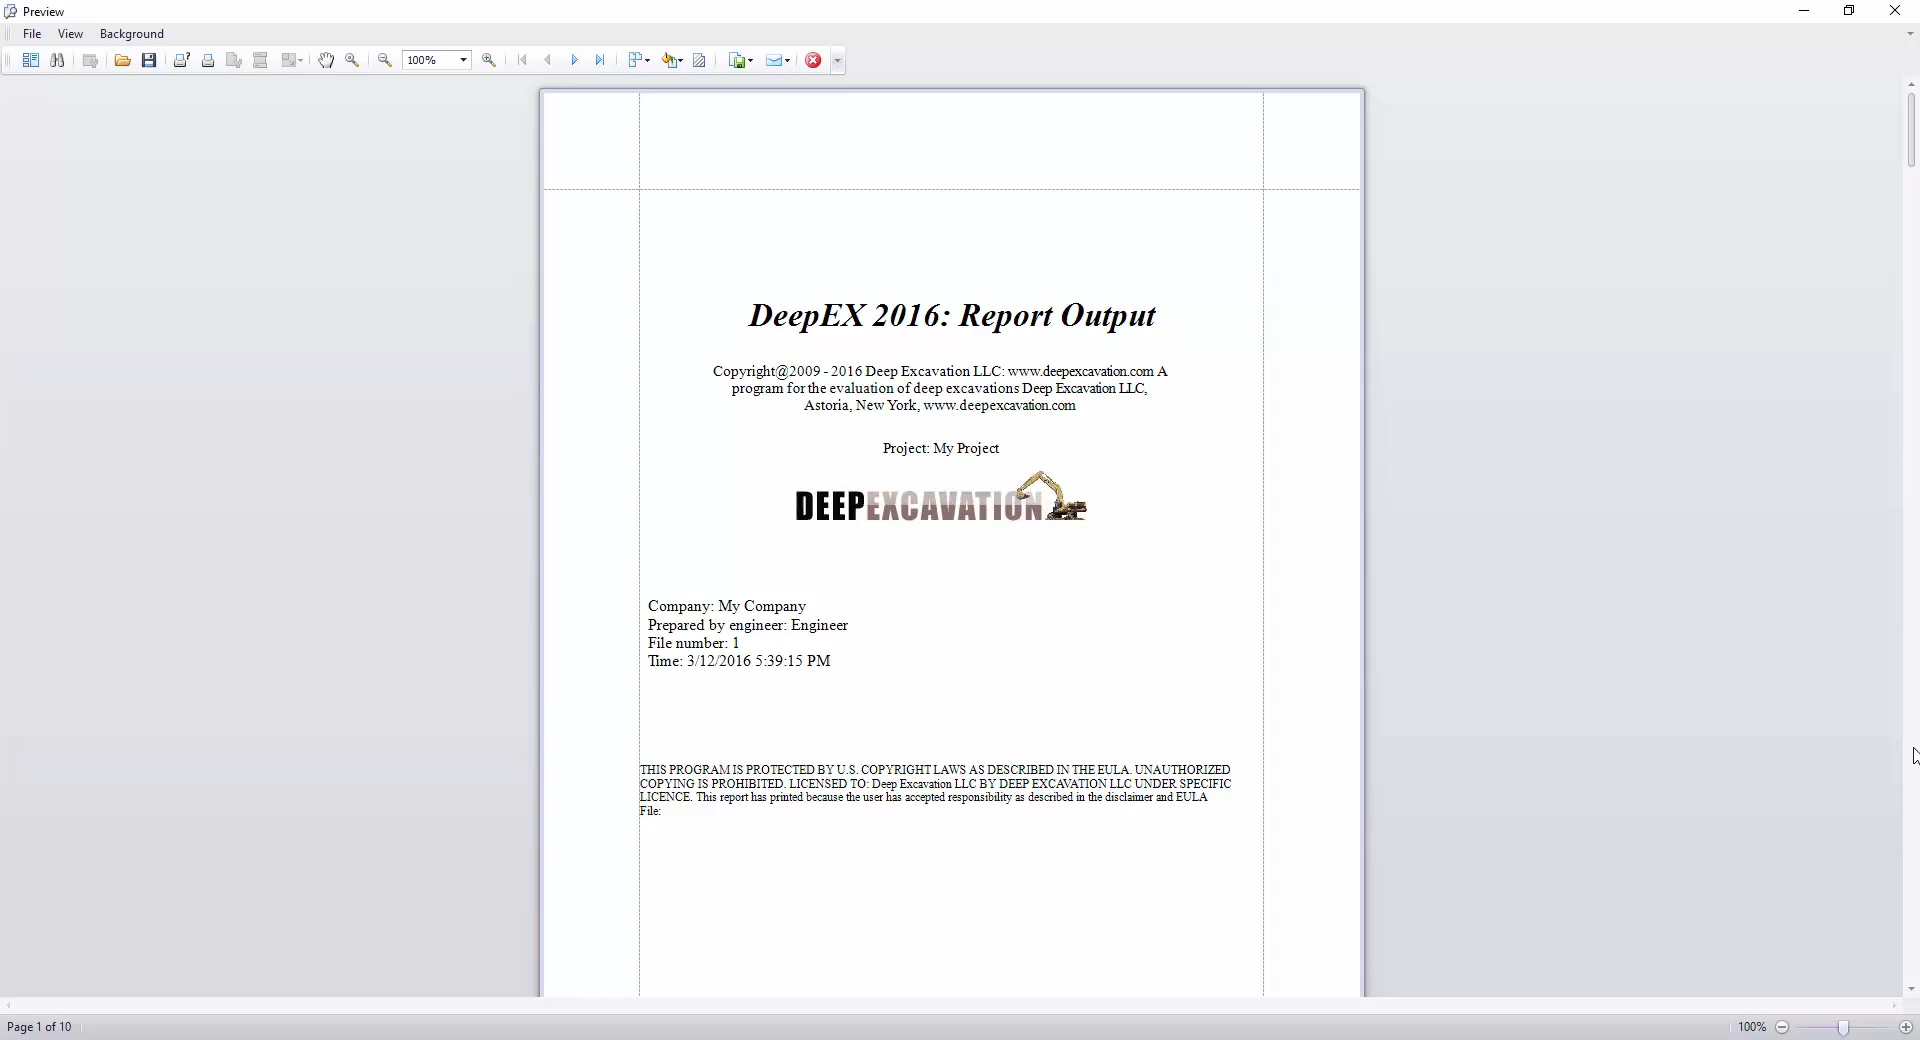 Preview
File View Background
100%
DeepEX 2016: Report Output
Copyright@2009 - 2016 Deep Excavation LLC: www.deepexcavation.com A
program for the evaluation of deep excavations Deep Excavation LLC,
Astoria, New York, www.deepexcavation.com
Project: My Project
DEEPEXCAVATION
Company: My Company
Prepared by engineer: Engineer
File number: 1
Time: 3/12/2016 5:39:15 PM
THIS PROGRAM IS PROTECTED BY U.S. COPYRIGHT LAWS AS DESCRIBED IN THE EULA. UNAUTHORIZED
COPYING IS PROHIBITED. LICENSED TO: Deep Excavation LLC BY DEEP EXCAVATION LLC UNDER SPECIFIC
LICENCE. This report has printed because the user has accepted responsibility as described in the disclaimer and EULA
File:
Page 1 of 10
100%